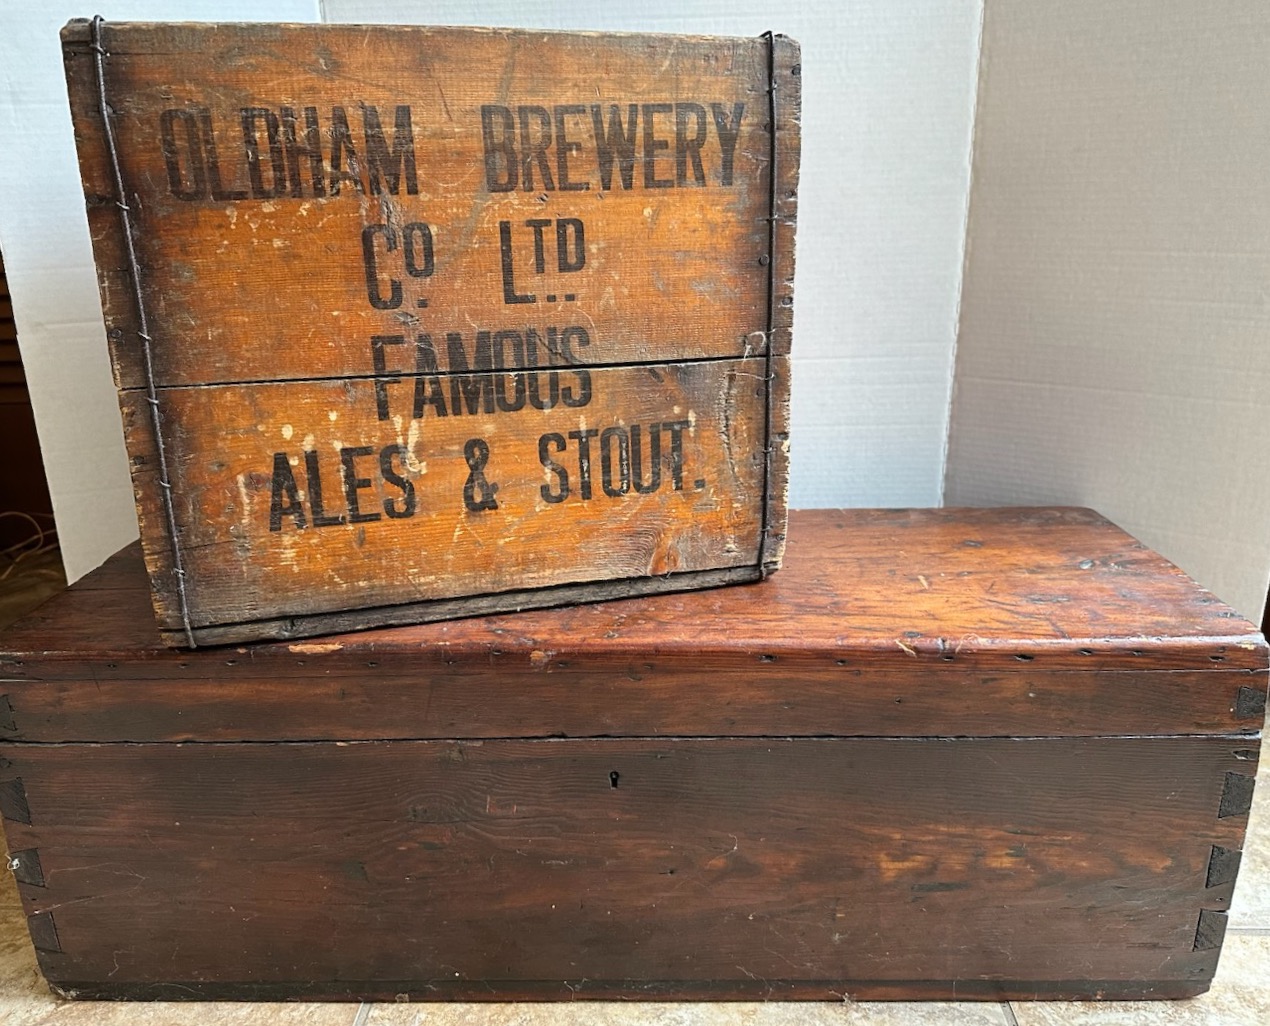 OLDHAM BREWERY
Co. LTD..
FAMOUS
ALES & STOUT.